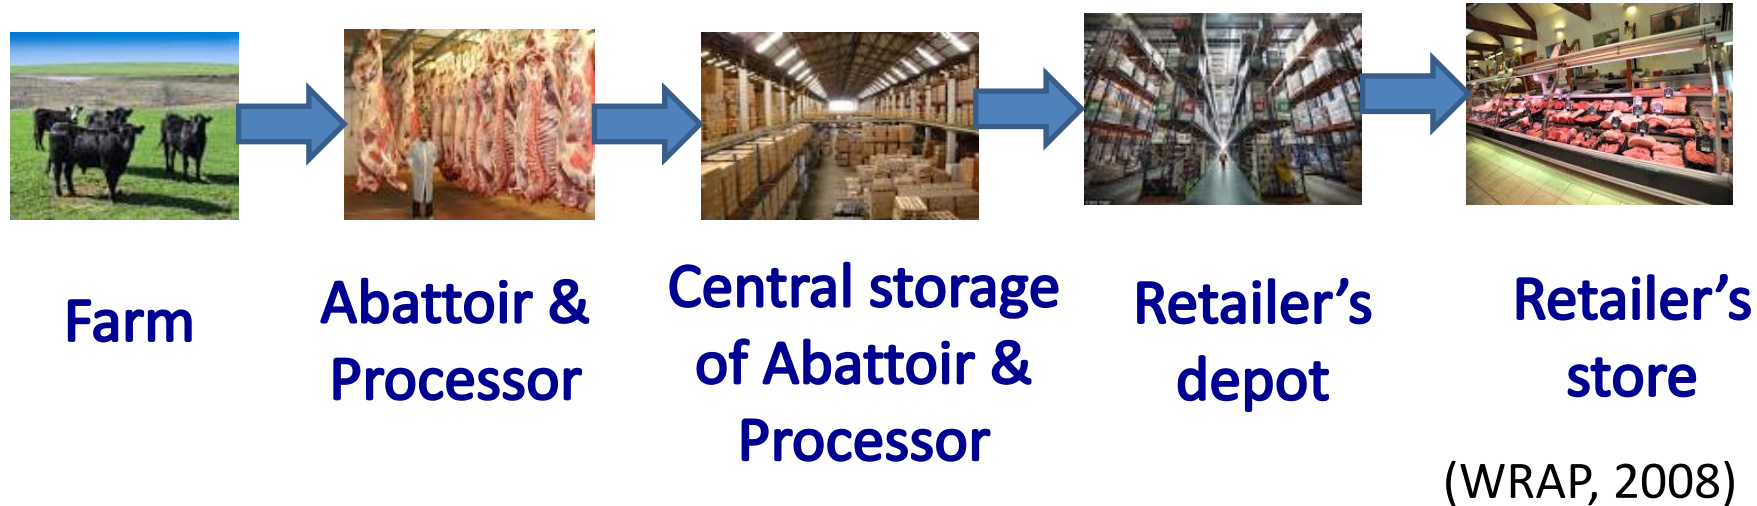 Farm
Abattoir &
Processor
Central storage
of Abattoir &
Processor
Retailer’s
depot
Retailer’s
store
(WRAP, 2008)